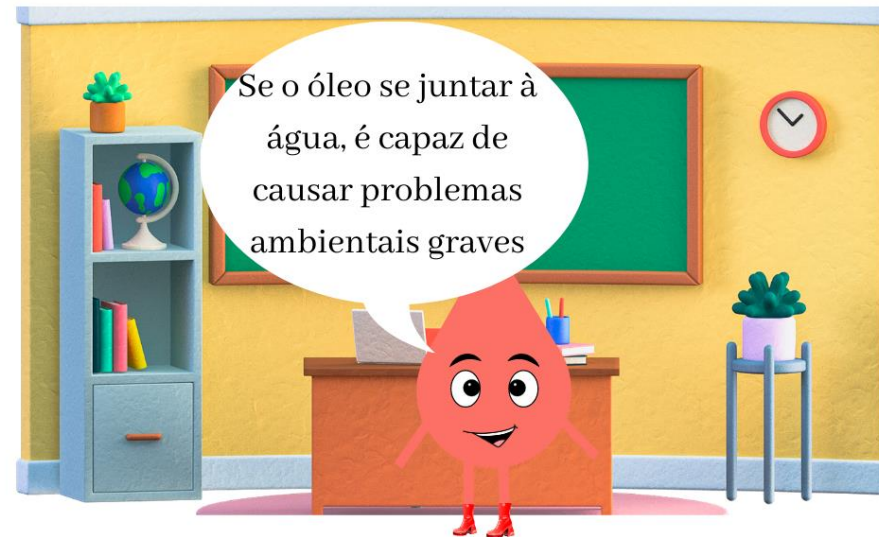 Se o óleo se juntar à
água, é capaz de
causar problemas
ambientais graves